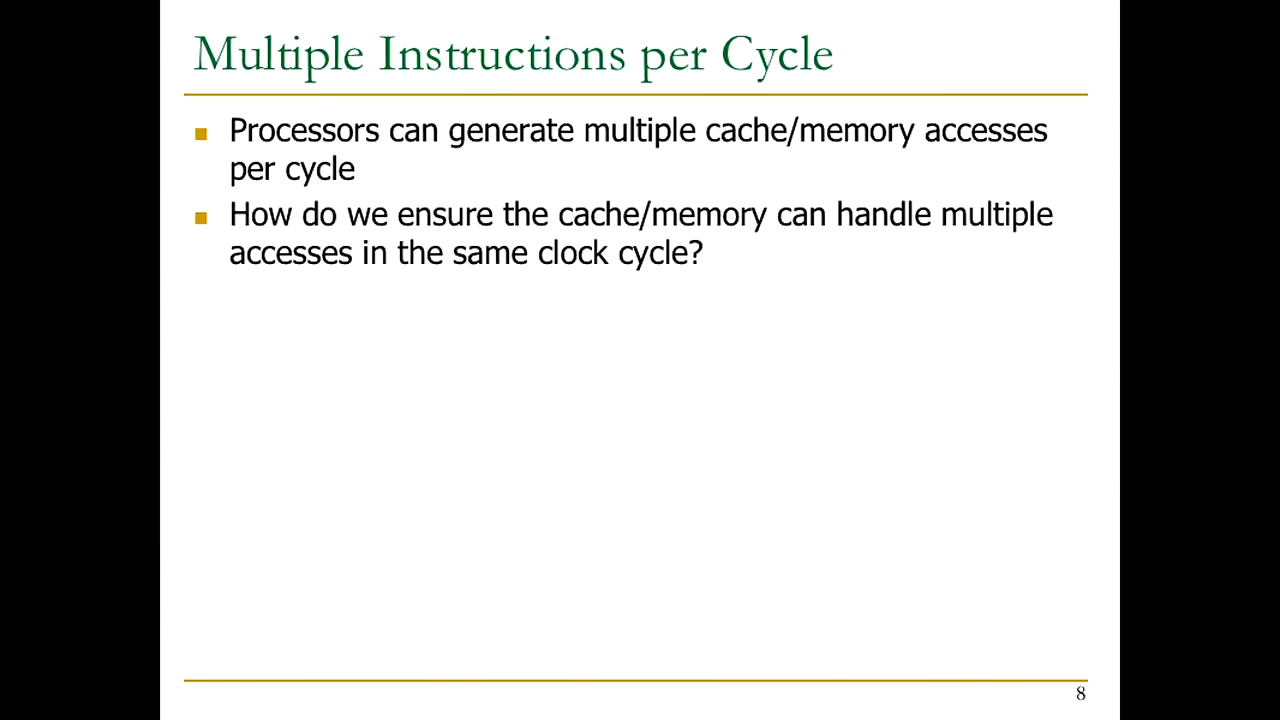 Multiple Instructions per Cycle
Processors can generate multiple cache/memory accesses
per cycle
How do we ensure the cache/memory can handle multiple
accesses in the same clock cycle?
8